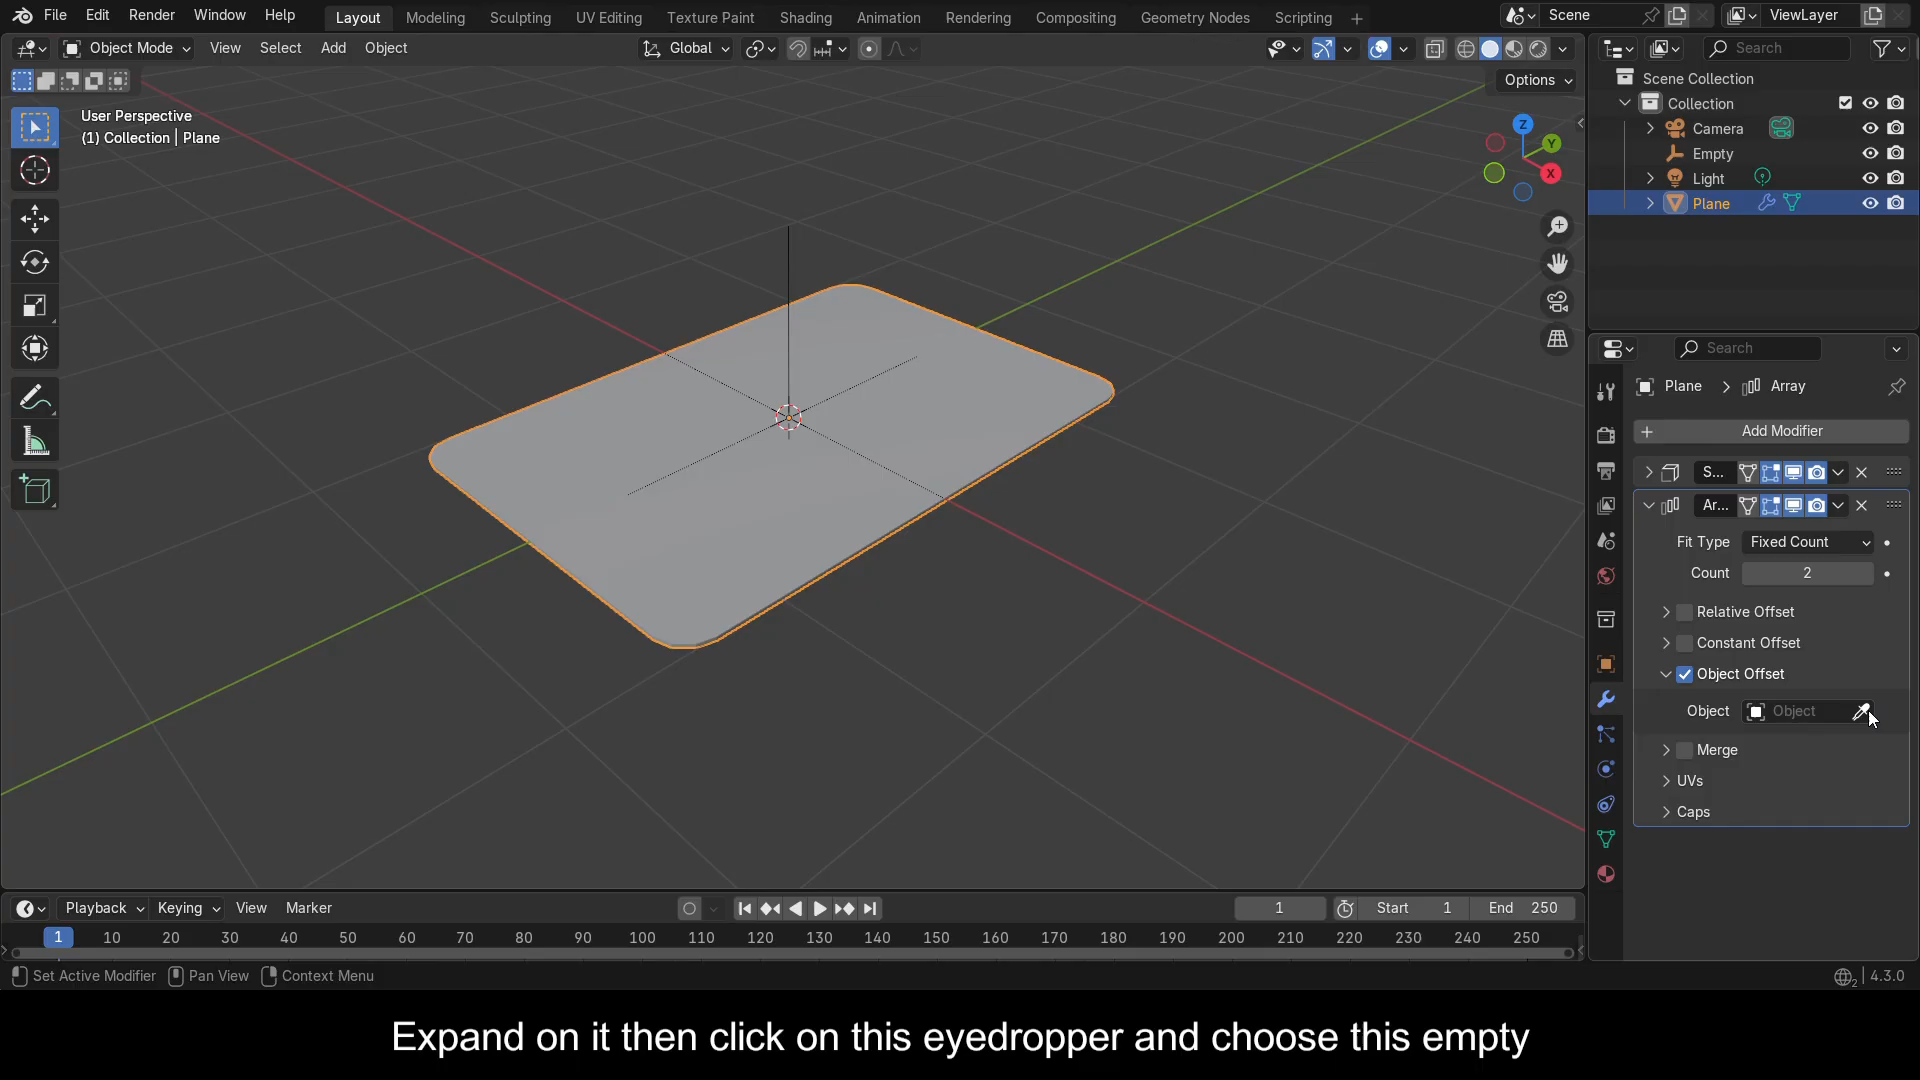 File Edit Render Window Help Layout Modeling Sculpting UV Editing Texture Paint Shading Animation Rendering Compositing Geometry Nodes Scripting + Scene ViewLayer
Object Mode View Select Add Object Global Search
Options
User Perspective
(1) Collection | Plane
Z
Y
X
Scene Collection
Collection
Camera
Empty
Light
Plane
Search
Plane > Array
+ Add Modifier
S...
Ar...
Fit Type Fixed Count
Count 2
Relative Offset
Constant Offset
Object Offset
Object Object
Merge
UVs
Caps
Playback Keying View Marker 1 Start 1 End 250
1 10 20 30 40 50 60 70 80 90 100 110 120 130 140 150 160 170 180 190 200 210 220 230 240 250
Set Active Modifier Pan View Context Menu 2 4.3.0
Expand on it then click on this eyedropper and choose this empty